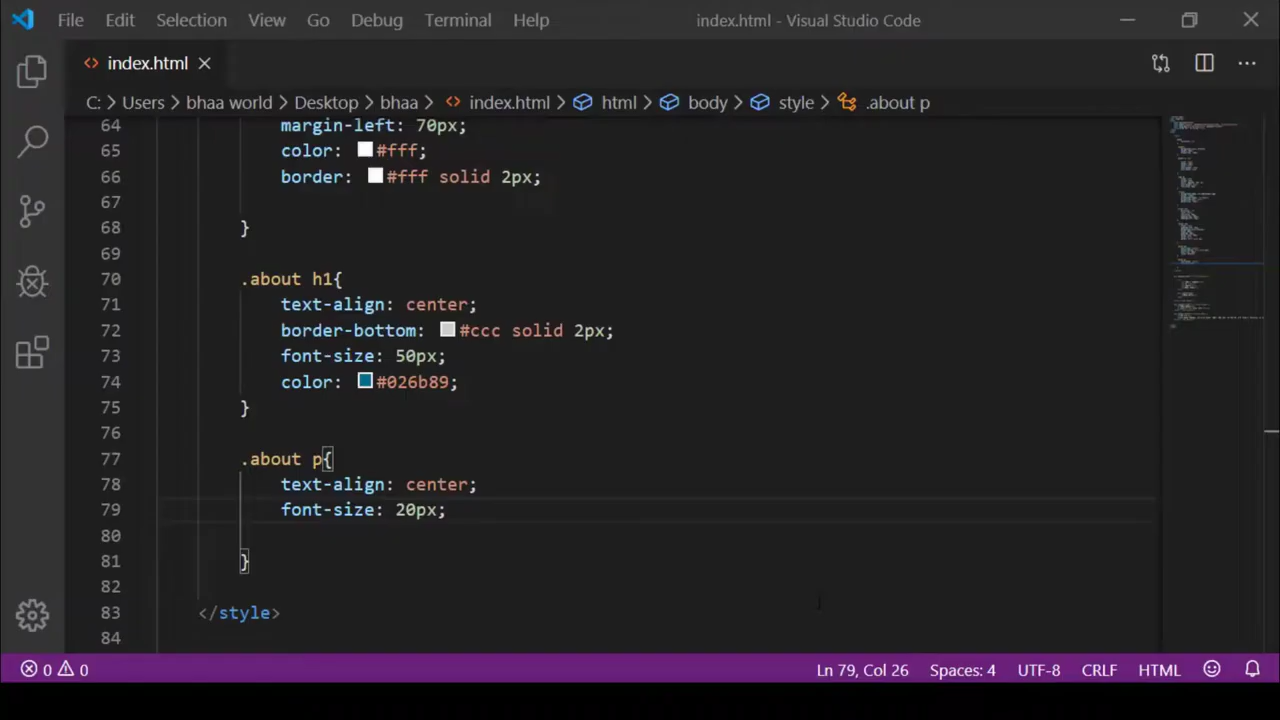 File Edit Selection View Go Debug Terminal Help index.html - Visual Studio Code
index.html
C: Users bhaa world Desktop bhaa index.html html body style .about p
64 margin-left: 70px;
65 color: #fff;
66 border: #fff solid 2px;
67
68 }
69
70 .about h1{
71 text-align: center;
72 border-bottom: #ccc solid 2px;
73 font-size: 50px;
74 color: #026b89;
75 }
76
77 .about p{
78 text-align: center;
79 font-size: 20px;
80
81 }
82
83 </style>
84
0 0 Ln 79, Col 26 Spaces: 4 UTF-8 CRLF HTML